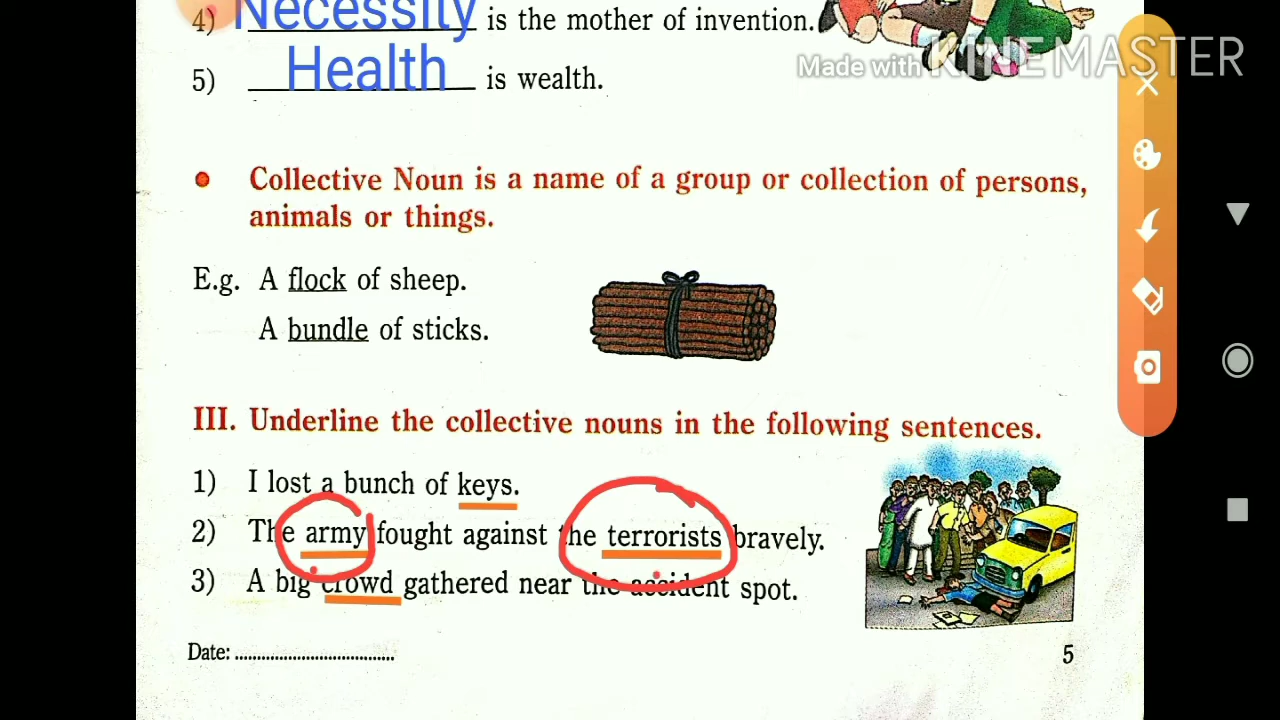 4) Necessity is the mother of invention.
Made with KINEMASTER
5) Health is wealth.
• Collective Noun is a name of a group or collection of persons,
animals or things.
E.g. A flock of sheep.
A bundle of sticks.
III. Underline the collective nouns in the following sentences.
1) I lost a bunch of keys.
2) The army fought against the terrorists bravely.
3) A big crowd gathered near the accident spot.
Date: ....................................
5